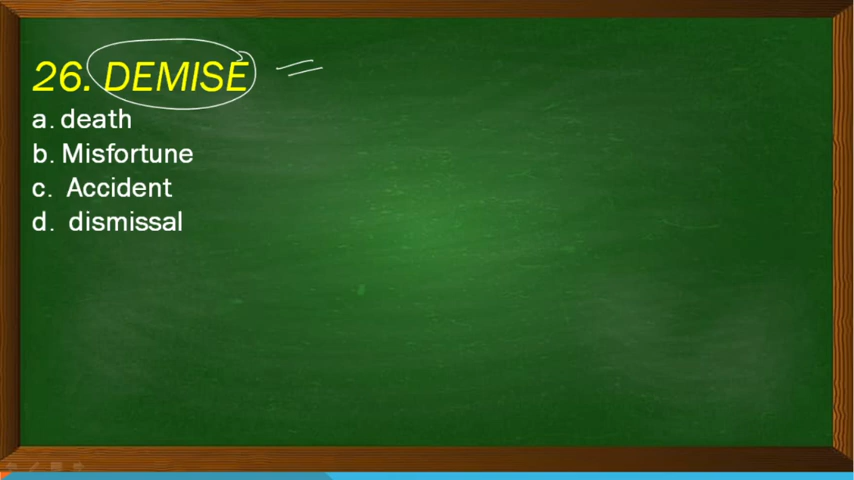 26. DEMISE =
a. death
b. Misfortune
c. Accident
d. dismissal